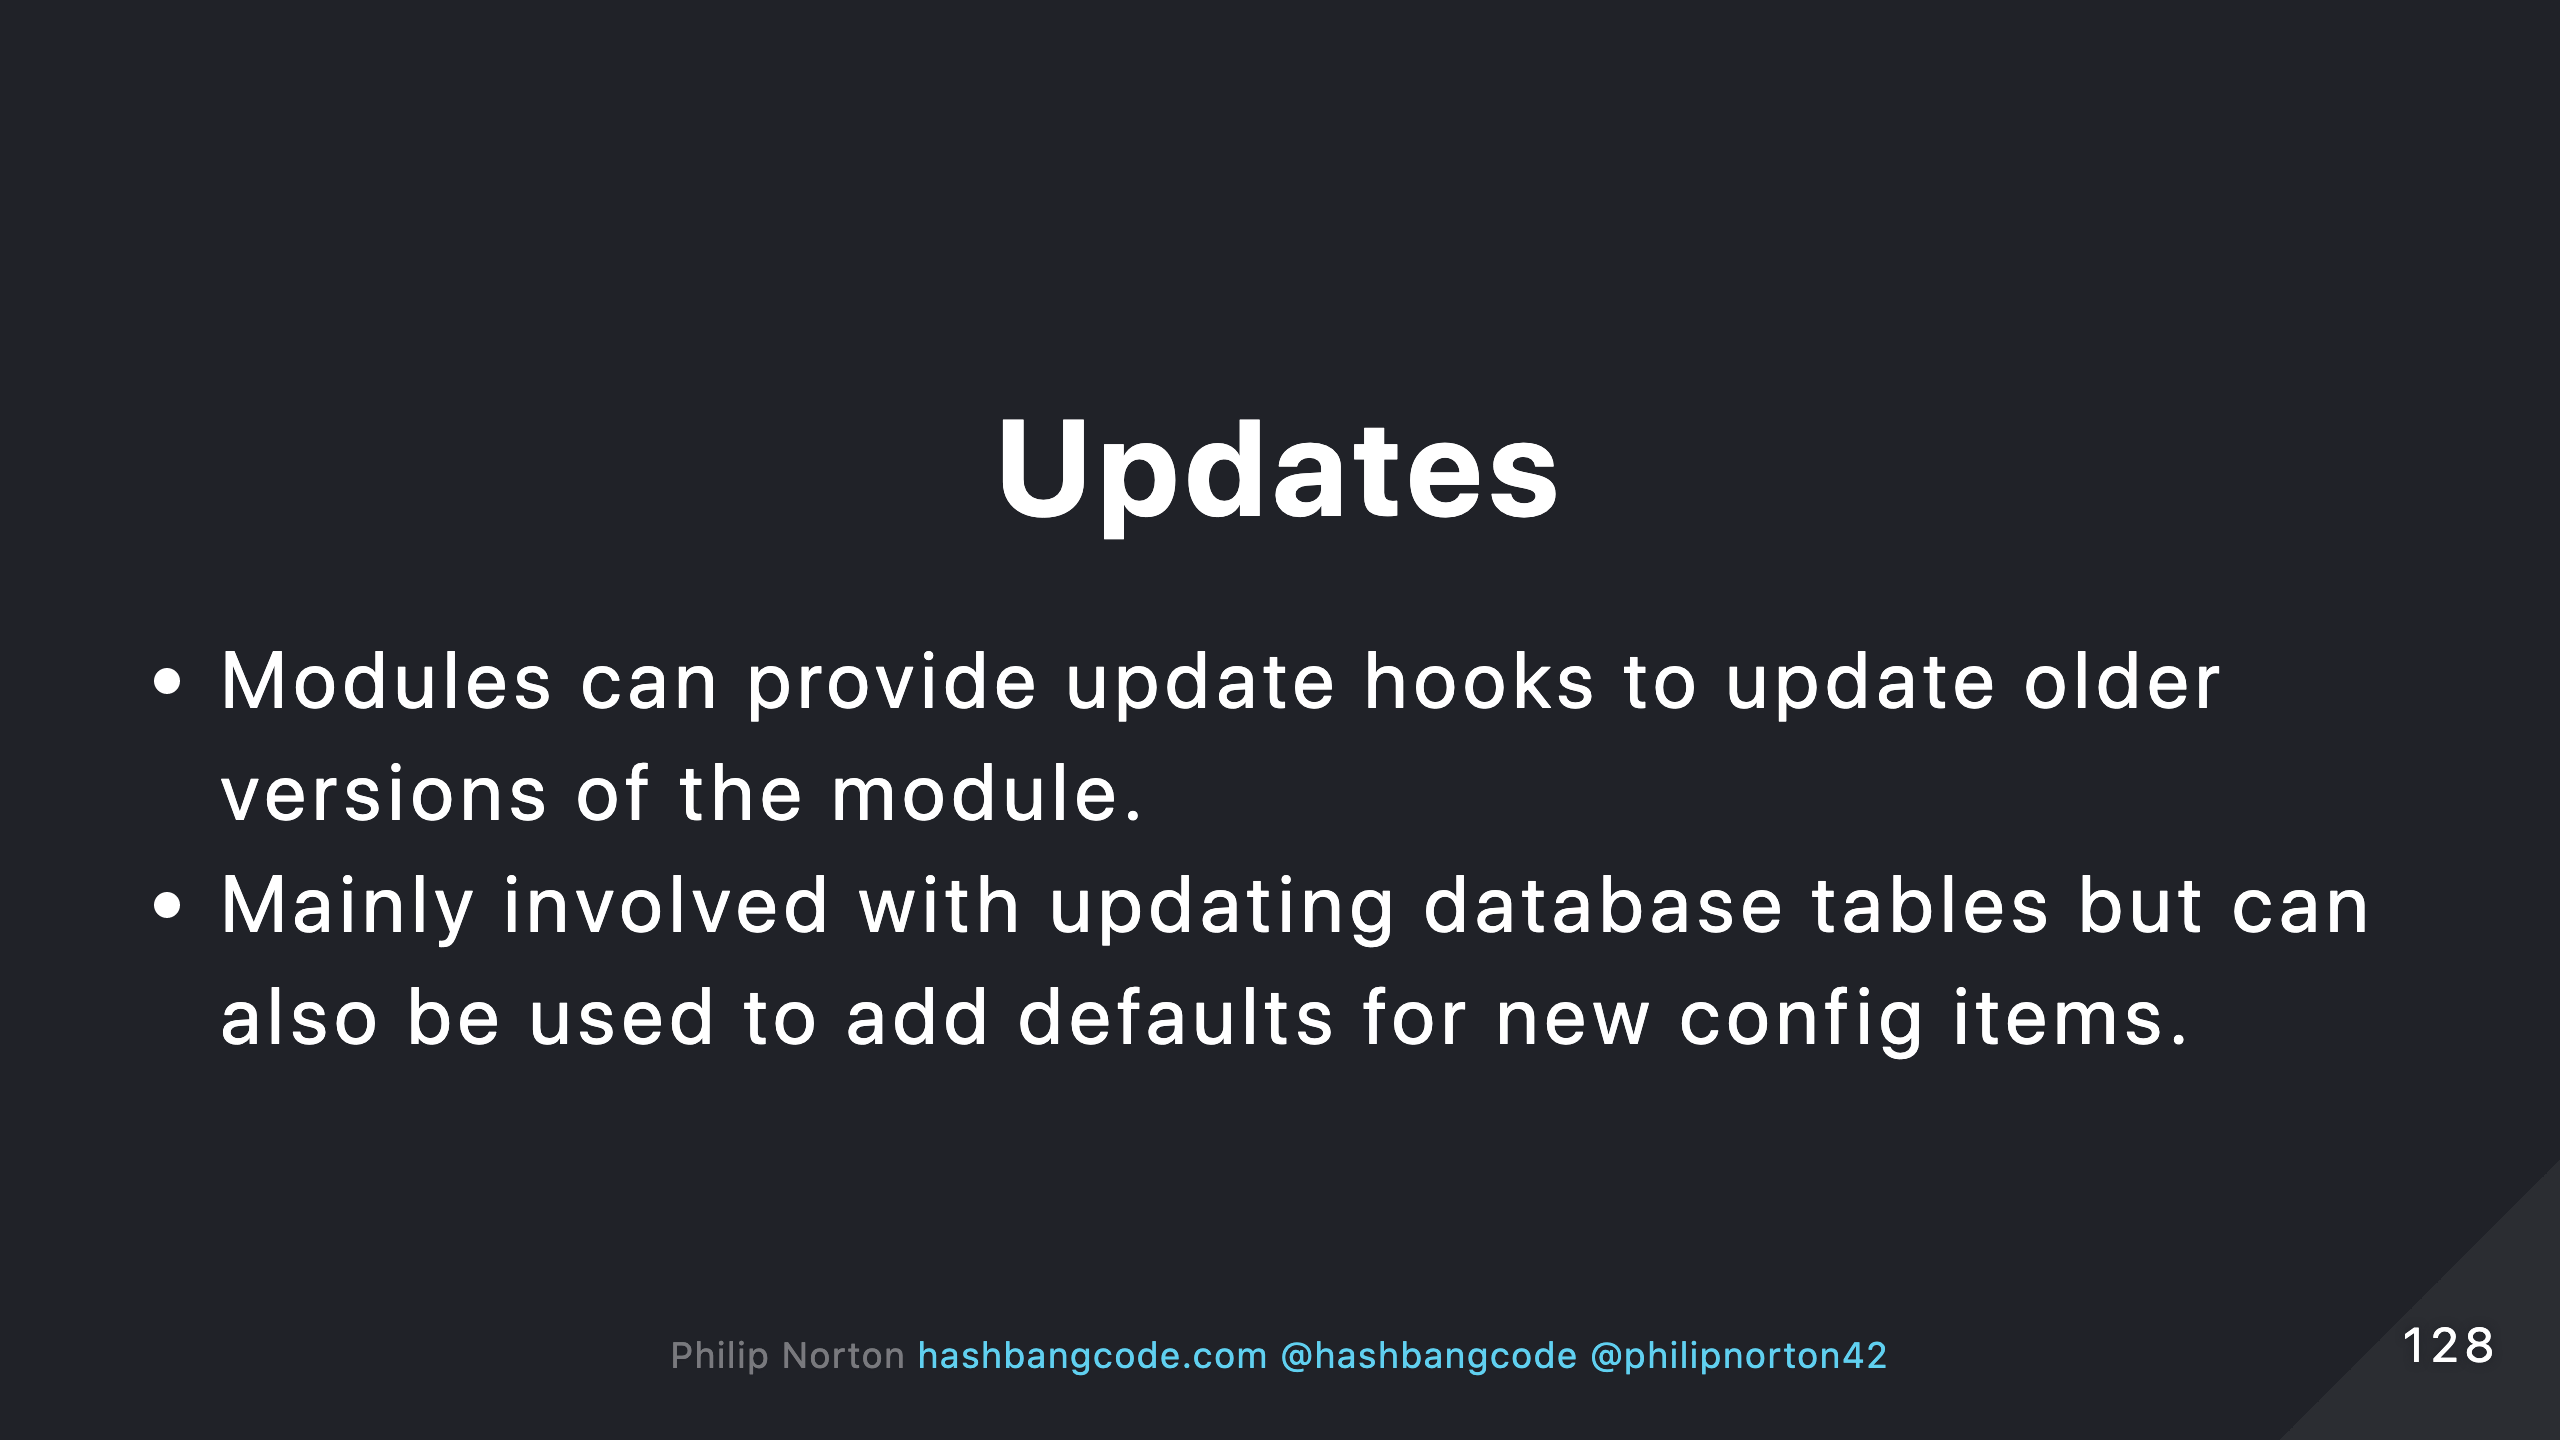 Updates
• Modules can provide update hooks to update older
versions of the module.
• Mainly involved with updating database tables but can
also be used to add defaults for new config items.
Philip Norton hashbangcode.com @hashbangcode @philipnorton42
128